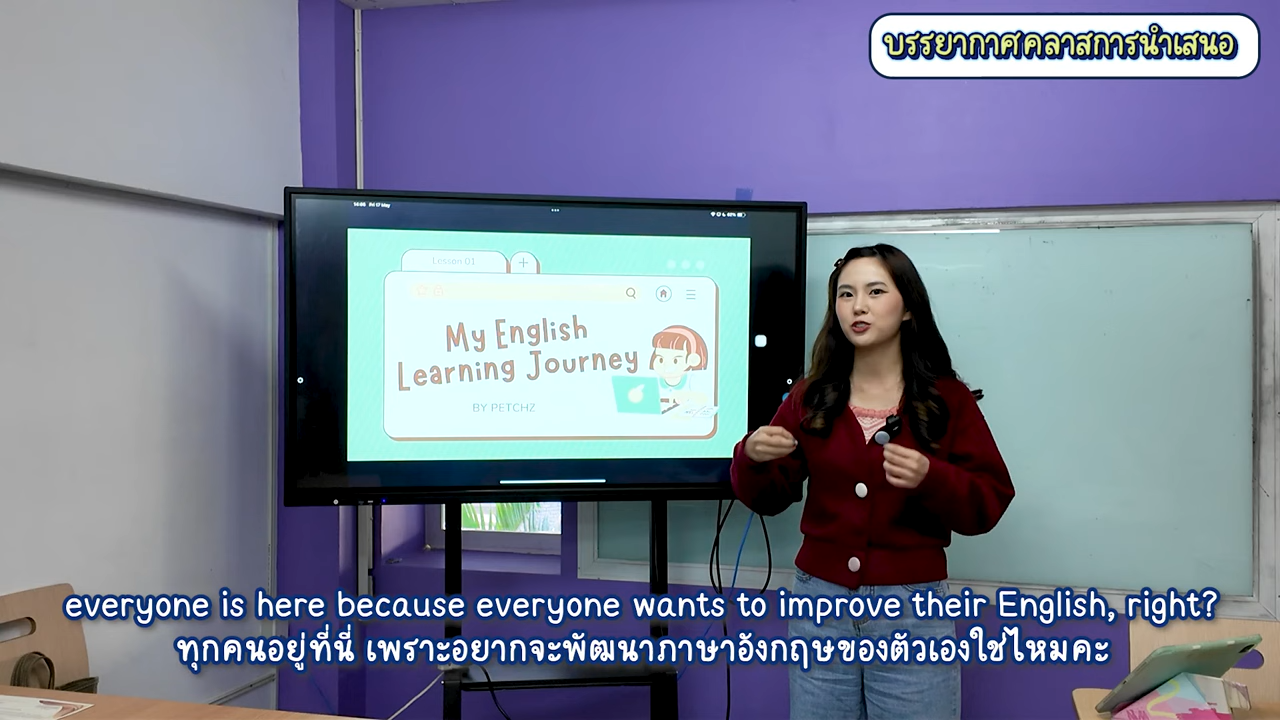 บรรยากาศคลาสการนำเสนอ
Lesson 01
My English
Learning Journey
BY PETCHZ
everyone is here because everyone wants to improve their English, right?
ทุกคนอยู่ที่นี่ เพราะอยากจะพัฒนาภาษาอังกฤษของตัวเองใช่ไหมคะ